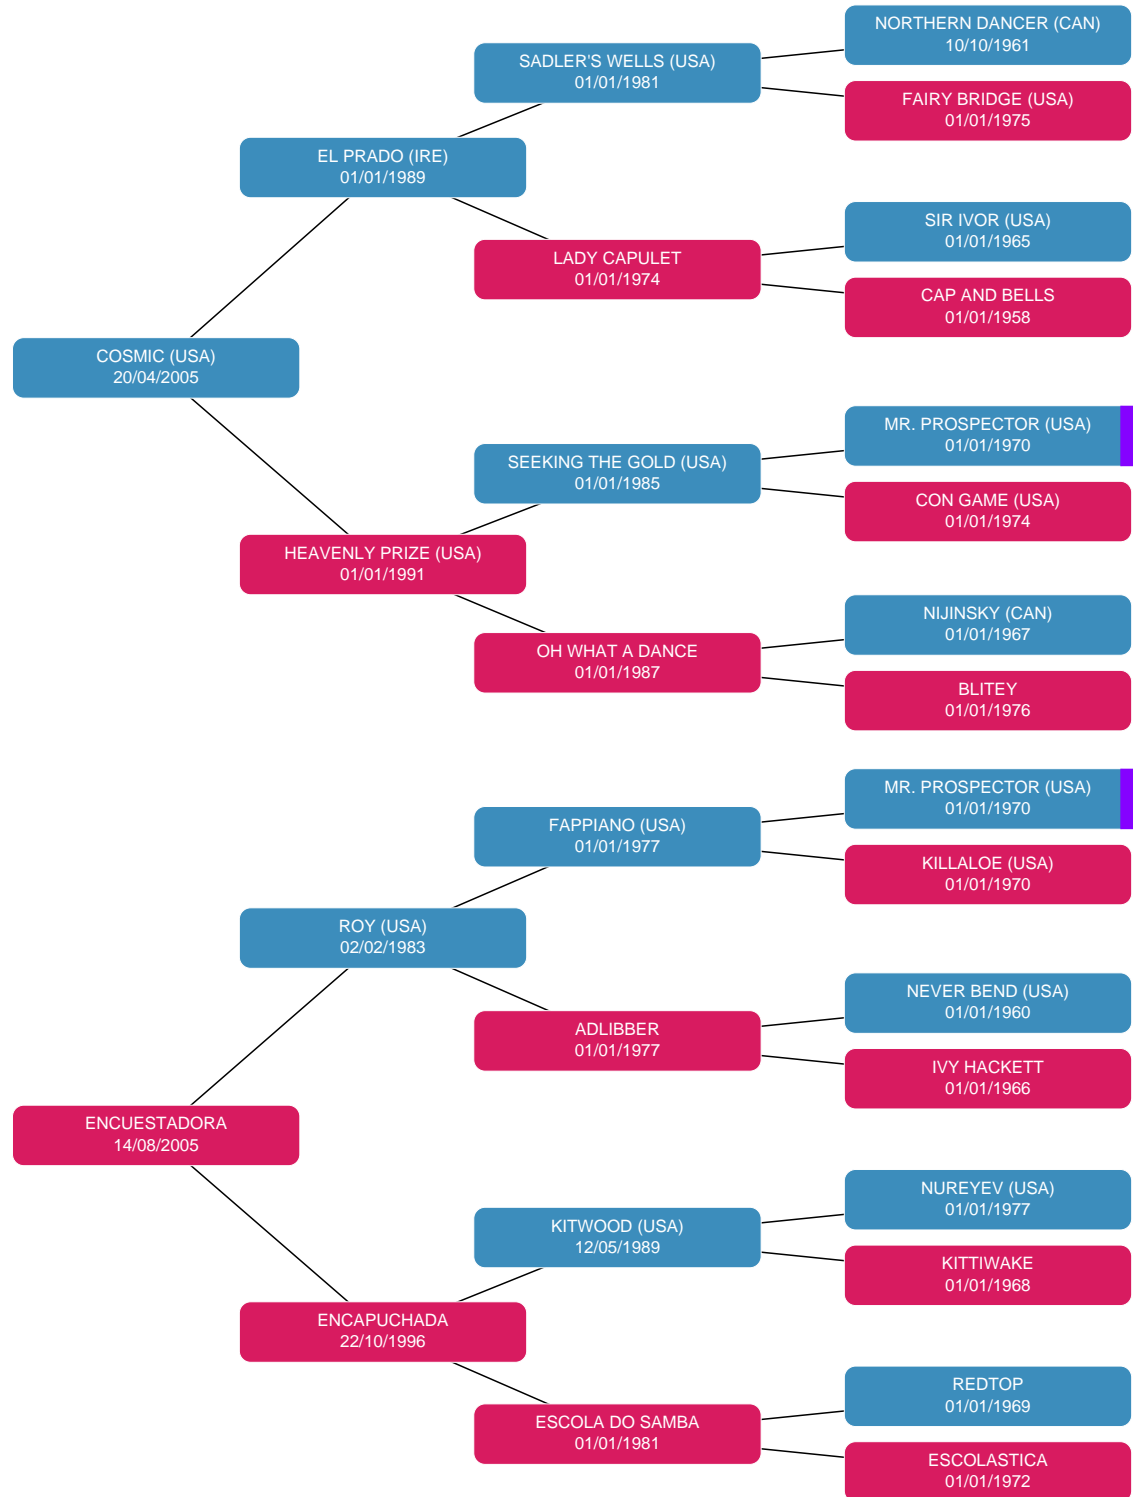 NORTHERN DANCER (CAN)
10/10/1961
SADLER'S WELLS (USA)
01/01/1981
FAIRY BRIDGE (USA)
01/01/1975
EL PRADO (IRE)
01/01/1989
SIR IVOR (USA)
01/01/1965
LADY CAPULET
01/01/1974
CAP AND BELLS
01/01/1958
COSMIC (USA)
20/04/2005
MR. PROSPECTOR (USA)
01/01/1970
SEEKING THE GOLD (USA)
01/01/1985
CON GAME (USA)
01/01/1974
HEAVENLY PRIZE (USA)
01/01/1991
NIJINSKY (CAN)
01/01/1967
OH WHAT A DANCE
01/01/1987
BLITEY
01/01/1976
MR. PROSPECTOR (USA)
01/01/1970
FAPPIANO (USA)
01/01/1977
KILLALOE (USA)
01/01/1970
ROY (USA)
02/02/1983
NEVER BEND (USA)
01/01/1960
ADLIBBER
01/01/1977
IVY HACKETT
01/01/1966
ENCUESTADORA
14/08/2005
NUREYEV (USA)
01/01/1977
KITWOOD (USA)
12/05/1989
KITTIWAKE
01/01/1968
ENCAPUCHADA
22/10/1996
REDTOP
01/01/1969
ESCOLA DO SAMBA
01/01/1981
ESCOLASTICA
01/01/1972